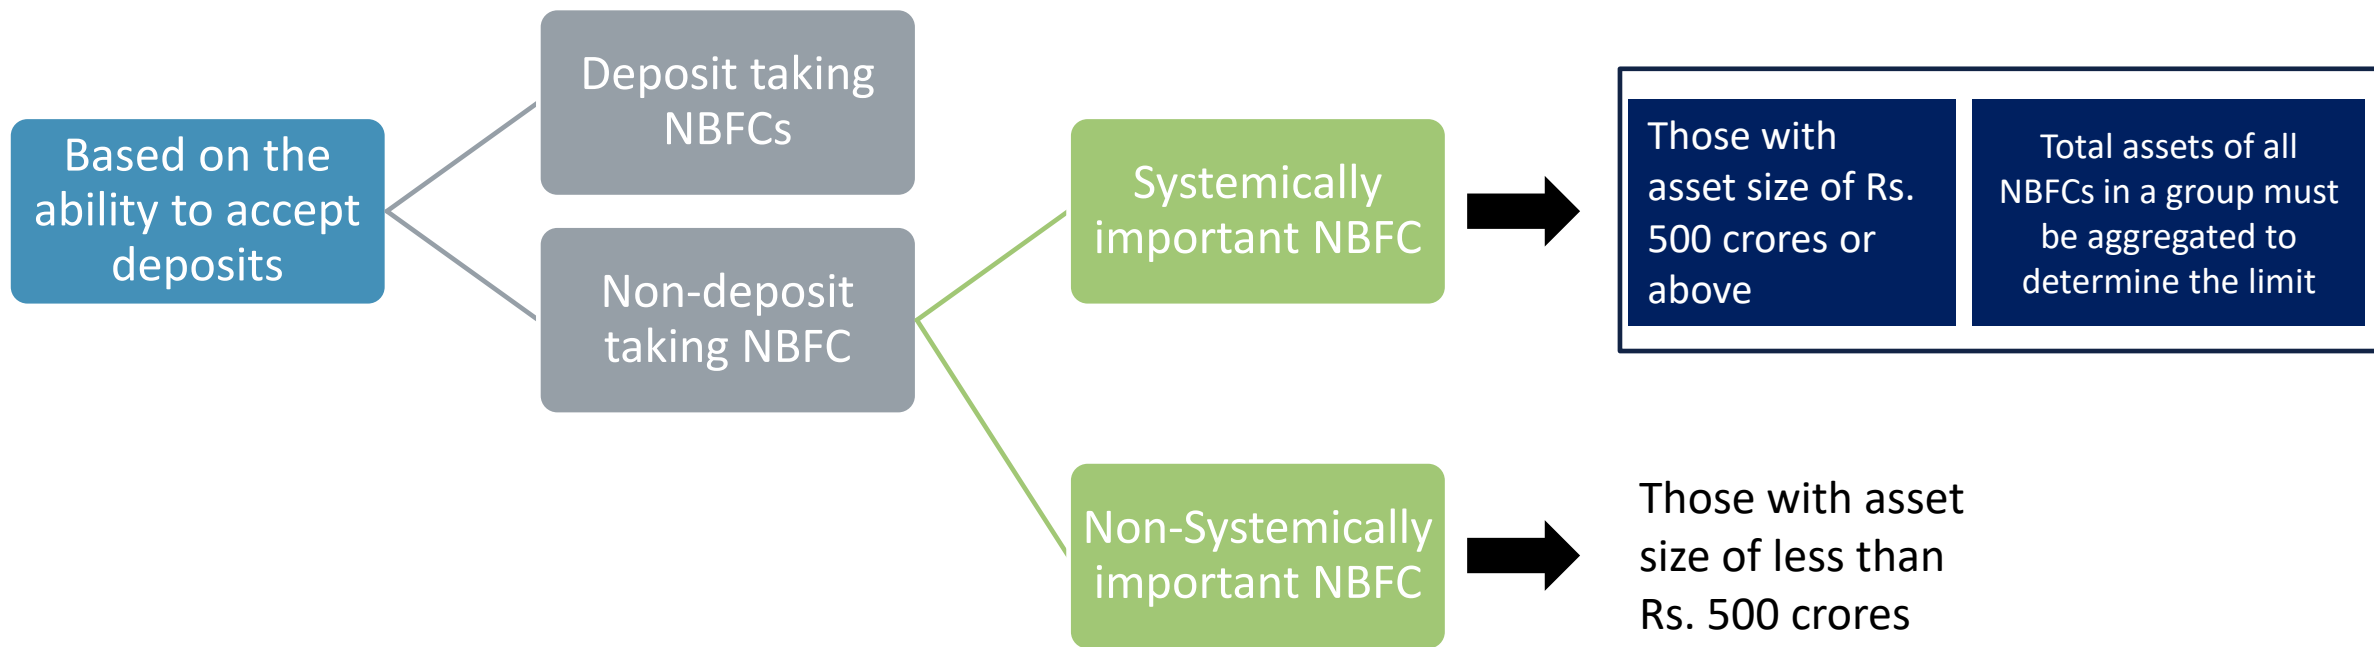 Based on the
ability to accept
deposits
Deposit taking
NBFCs
Non-deposit
taking NBFC
Systemically
important NBFC
Non-Systemically
important NBFC
Those with
asset size of Rs.
500 crores or
above
Total assets of all
NBFCs in a group must
be aggregated to
determine the limit
Those with asset
size of less than
Rs. 500 crores